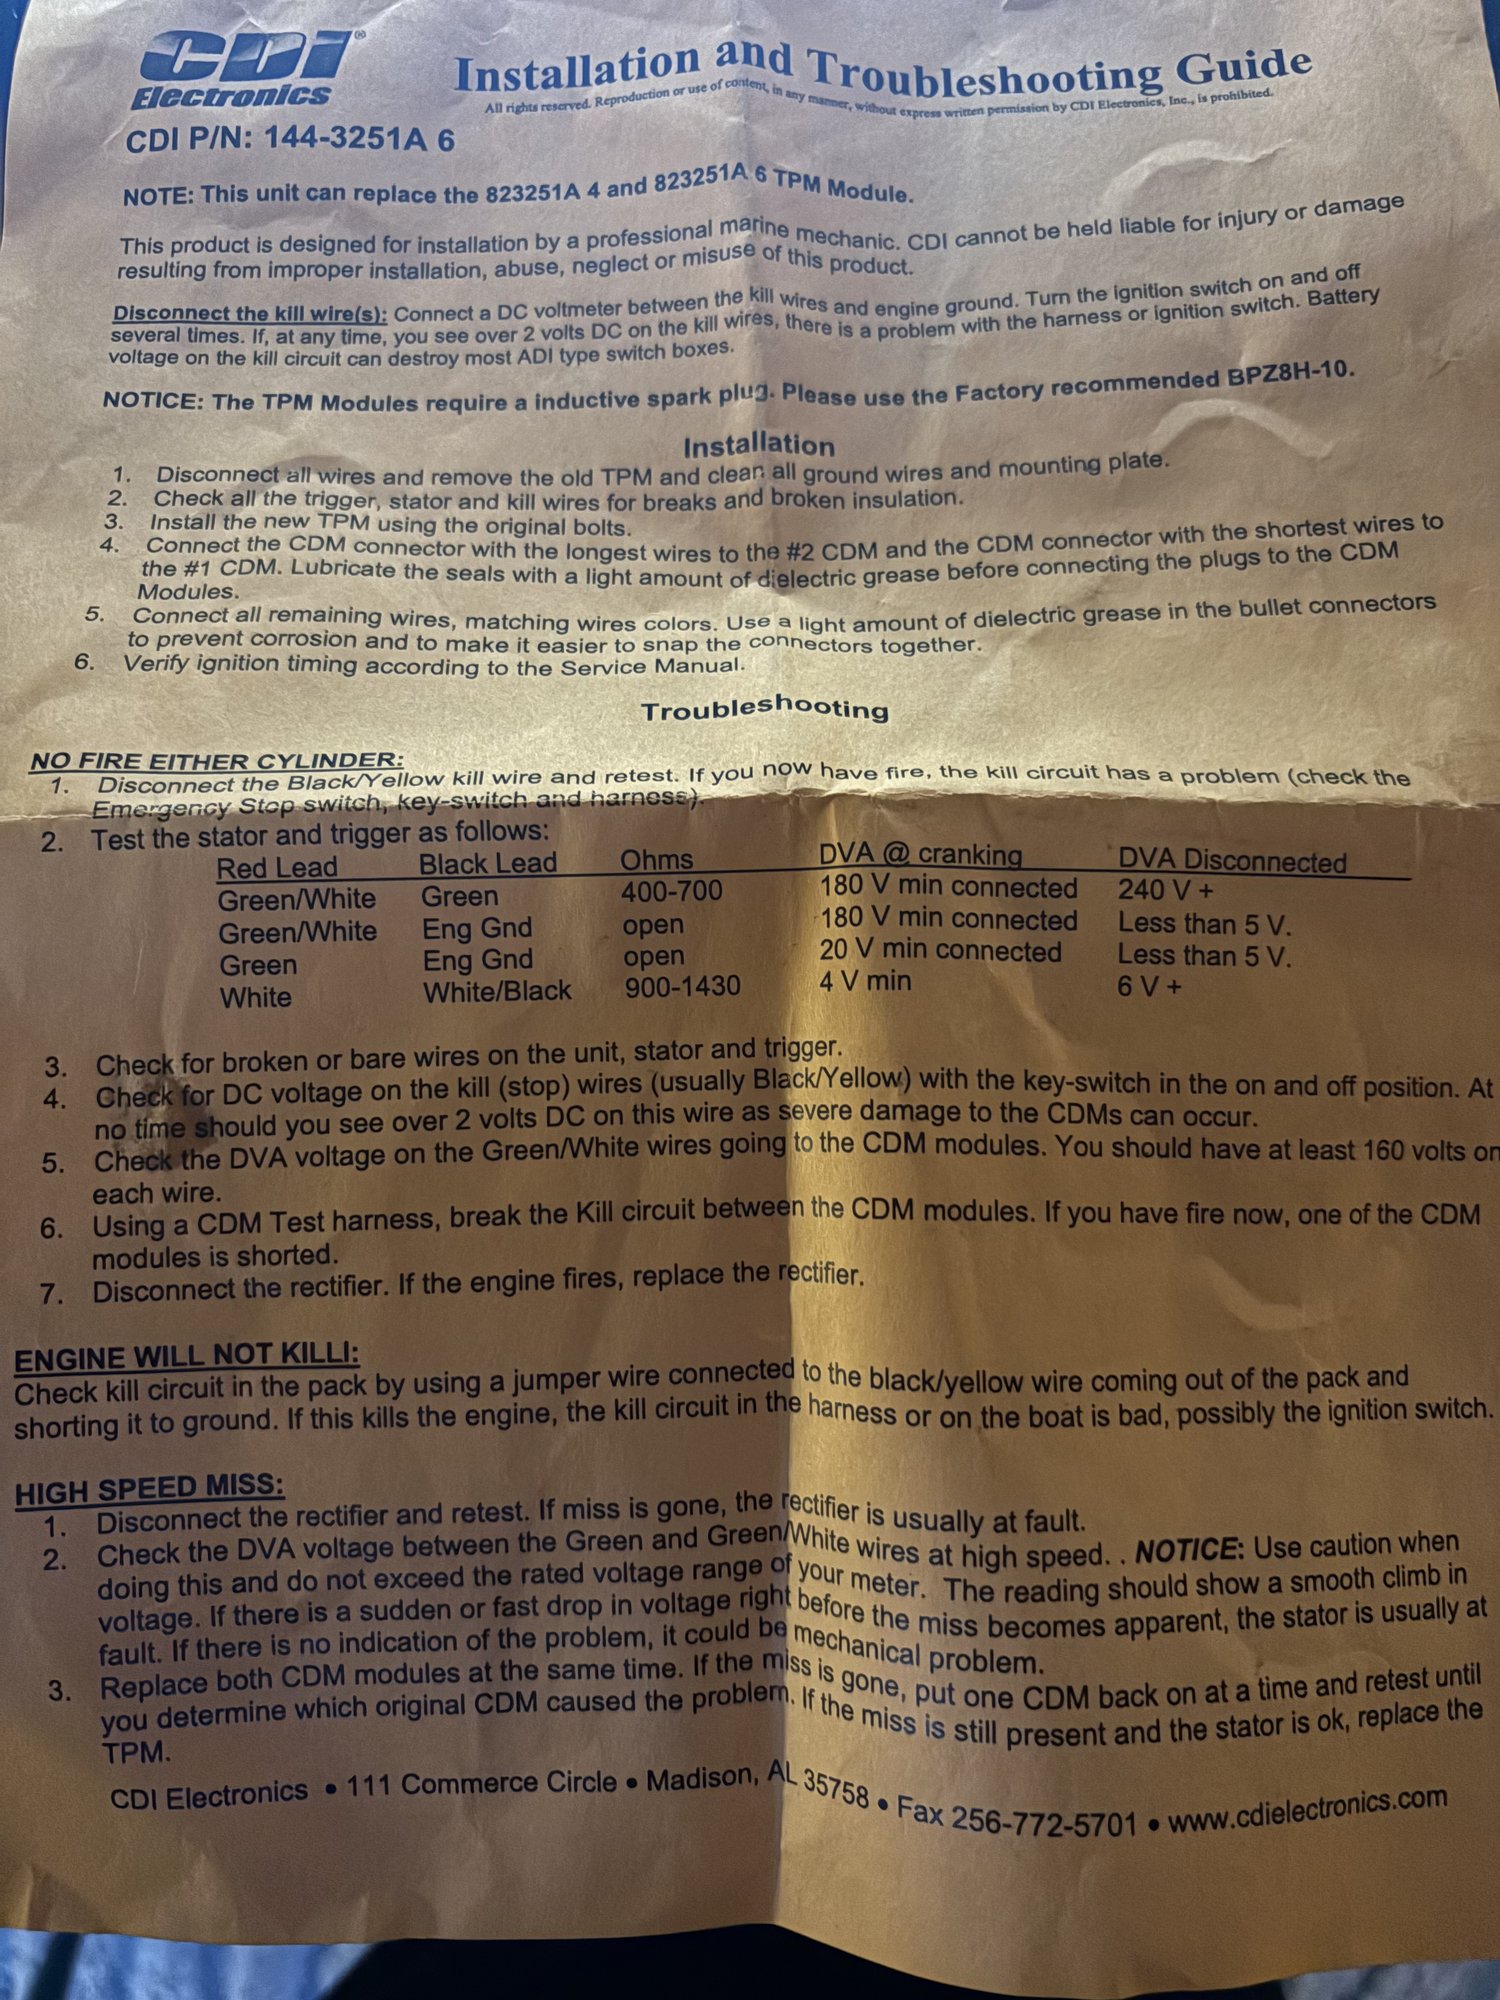 CDI®
Electronics
Installation and Troubleshooting Guide
All rights reserved. Reproduction or use of content, in any manner, without express written permission by CDI Electronics, Inc., is prohibited.
CDI P/N: 144-3251A 6
NOTE: This unit can replace the 823251A 4 and 823251A 6 TPM Module.
This product is designed for installation by a professional marine mechanic. CDI cannot be held liable for injury or damage
resulting from improper installation, abuse, neglect or misuse of this product.
Disconnect the kill wire(s): Connect a DC voltmeter between the kill wires and engine ground. Turn the ignition switch on and off
several times. If, at any time, you see over 2 volts DC on the kill wires, there is a problem with the harness or ignition switch. Battery
voltage on the kill circuit can destroy most ADI type switch boxes.
NOTICE: The TPM Modules require a inductive spark plug. Please use the Factory recommended BPZ8H-10.
Installation
1. Disconnect all wires and remove the old TPM and clean all ground wires and mounting plate.
2. Check all the trigger, stator and kill wires for breaks and broken insulation.
3. Install the new TPM using the original bolts.
4. Connect the CDM connector with the longest wires to the #2 CDM and the CDM connector with the shortest wires to
the #1 CDM. Lubricate the seals with a light amount of dielectric grease before connecting the plugs to the CDM
Modules.
5. Connect all remaining wires, matching wires colors. Use a light amount of dielectric grease in the bullet connectors
to prevent corrosion and to make it easier to snap the connectors together.
6. Verify ignition timing according to the Service Manual.
Troubleshooting
NO FIRE EITHER CYLINDER:
1. Disconnect the Black/Yellow kill wire and retest. If you now have fire, the kill circuit has a problem (check the
Emergency Stop switch, key-switch and harness).
2. Test the stator and trigger as follows:
Red Lead Black Lead Ohms DVA @ cranking DVA Disconnected
Green/White Green 400-700 180 V min connected 240 V +
Green/White Eng Gnd open 180 V min connected Less than 5 V.
Green Eng Gnd open 20 V min connected Less than 5 V.
White White/Black 900-1430 4 V min 6 V +
3. Check for broken or bare wires on the unit, stator and trigger.
4. Check for DC voltage on the kill (stop) wires (usually Black/Yellow) with the key-switch in the on and off position. At
no time should you see over 2 volts DC on this wire as severe damage to the CDMs can occur.
5. Check the DVA voltage on the Green/White wires going to the CDM modules. You should have at least 160 volts on
each wire.
6. Using a CDM Test harness, break the Kill circuit between the CDM modules. If you have fire now, one of the CDM
modules is shorted.
7. Disconnect the rectifier. If the engine fires, replace the rectifier.
ENGINE WILL NOT KILLI:
Check kill circuit in the pack by using a jumper wire connected to the black/yellow wire coming out of the pack and
shorting it to ground. If this kills the engine, the kill circuit in the harness or on the boat is bad, possibly the ignition switch.
HIGH SPEED MISS:
1. Disconnect the rectifier and retest. If miss is gone, the rectifier is usually at fault.
2. Check the DVA voltage between the Green and Green/White wires at high speed. . NOTICE: Use caution when
doing this and do not exceed the rated voltage range of your meter. The reading should show a smooth climb in
voltage. If there is a sudden or fast drop in voltage right before the miss becomes apparent, the stator is usually at
fault. If there is no indication of the problem, it could be mechanical problem.
3. Replace both CDM modules at the same time. If the miss is gone, put one CDM back on at a time and retest until
you determine which original CDM caused the problem. If the miss is still present and the stator is ok, replace the
TPM.
CDI Electronics • 111 Commerce Circle • Madison, AL 35758 • Fax 256-772-5701 • www.cdielectronics.com